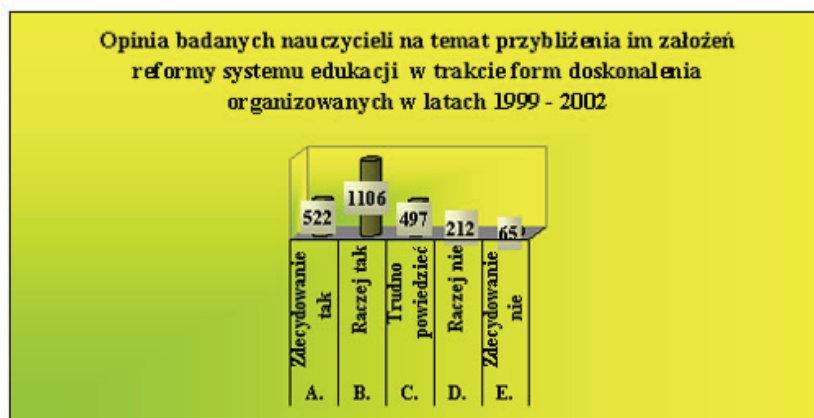 Opinia badanych nauczycieli na temat przybliżenia im założeń
reformy systemu edukacji w trakcie form doskonalenia
organizowanych w latach 1999 - 2002
522
1106
497
212
65
Zdecydowanie
tak
Raczej tak
Trudno
powiedzieć
Raczej nie
Zdecydowanie
nie
A.
B.
C.
D.
E.